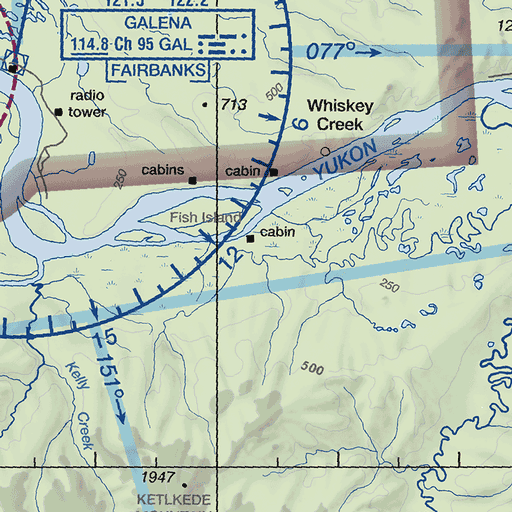 GALENA
114.8 Ch 95 GAL
FAIRBANKS
077°
radio
tower
713
500
Whiskey
Creek
6
YUKON
cabins
cabin
250
Fish Island
cabin
12
250
15
151°
Kelly
Creek
500
1947
KETLKEDE